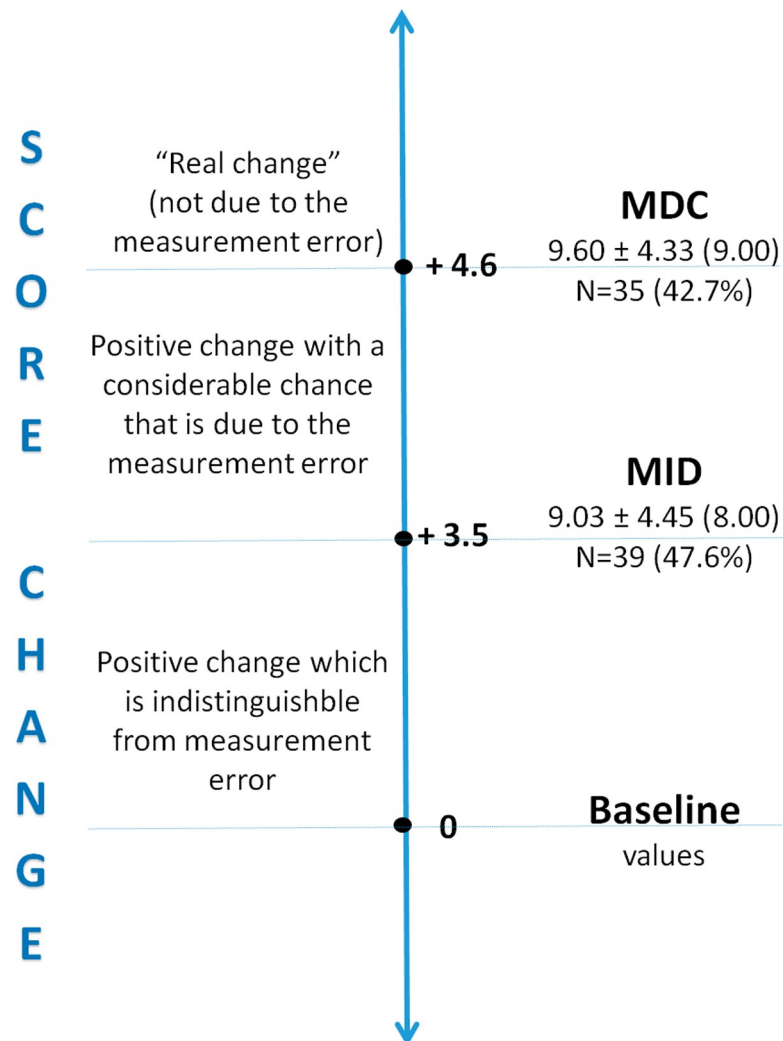 SCORE CHANGE
“Real change”
(not due to the
measurement error)
+ 4.6
MDC
9.60 ± 4.33 (9.00)
N=35 (42.7%)
Positive change with a
considerable chance
that is due to the
measurement error
+ 3.5
MID
9.03 ± 4.45 (8.00)
N=39 (47.6%)
Positive change which
is indistinguishble
from measurement
error
0
Baseline
values